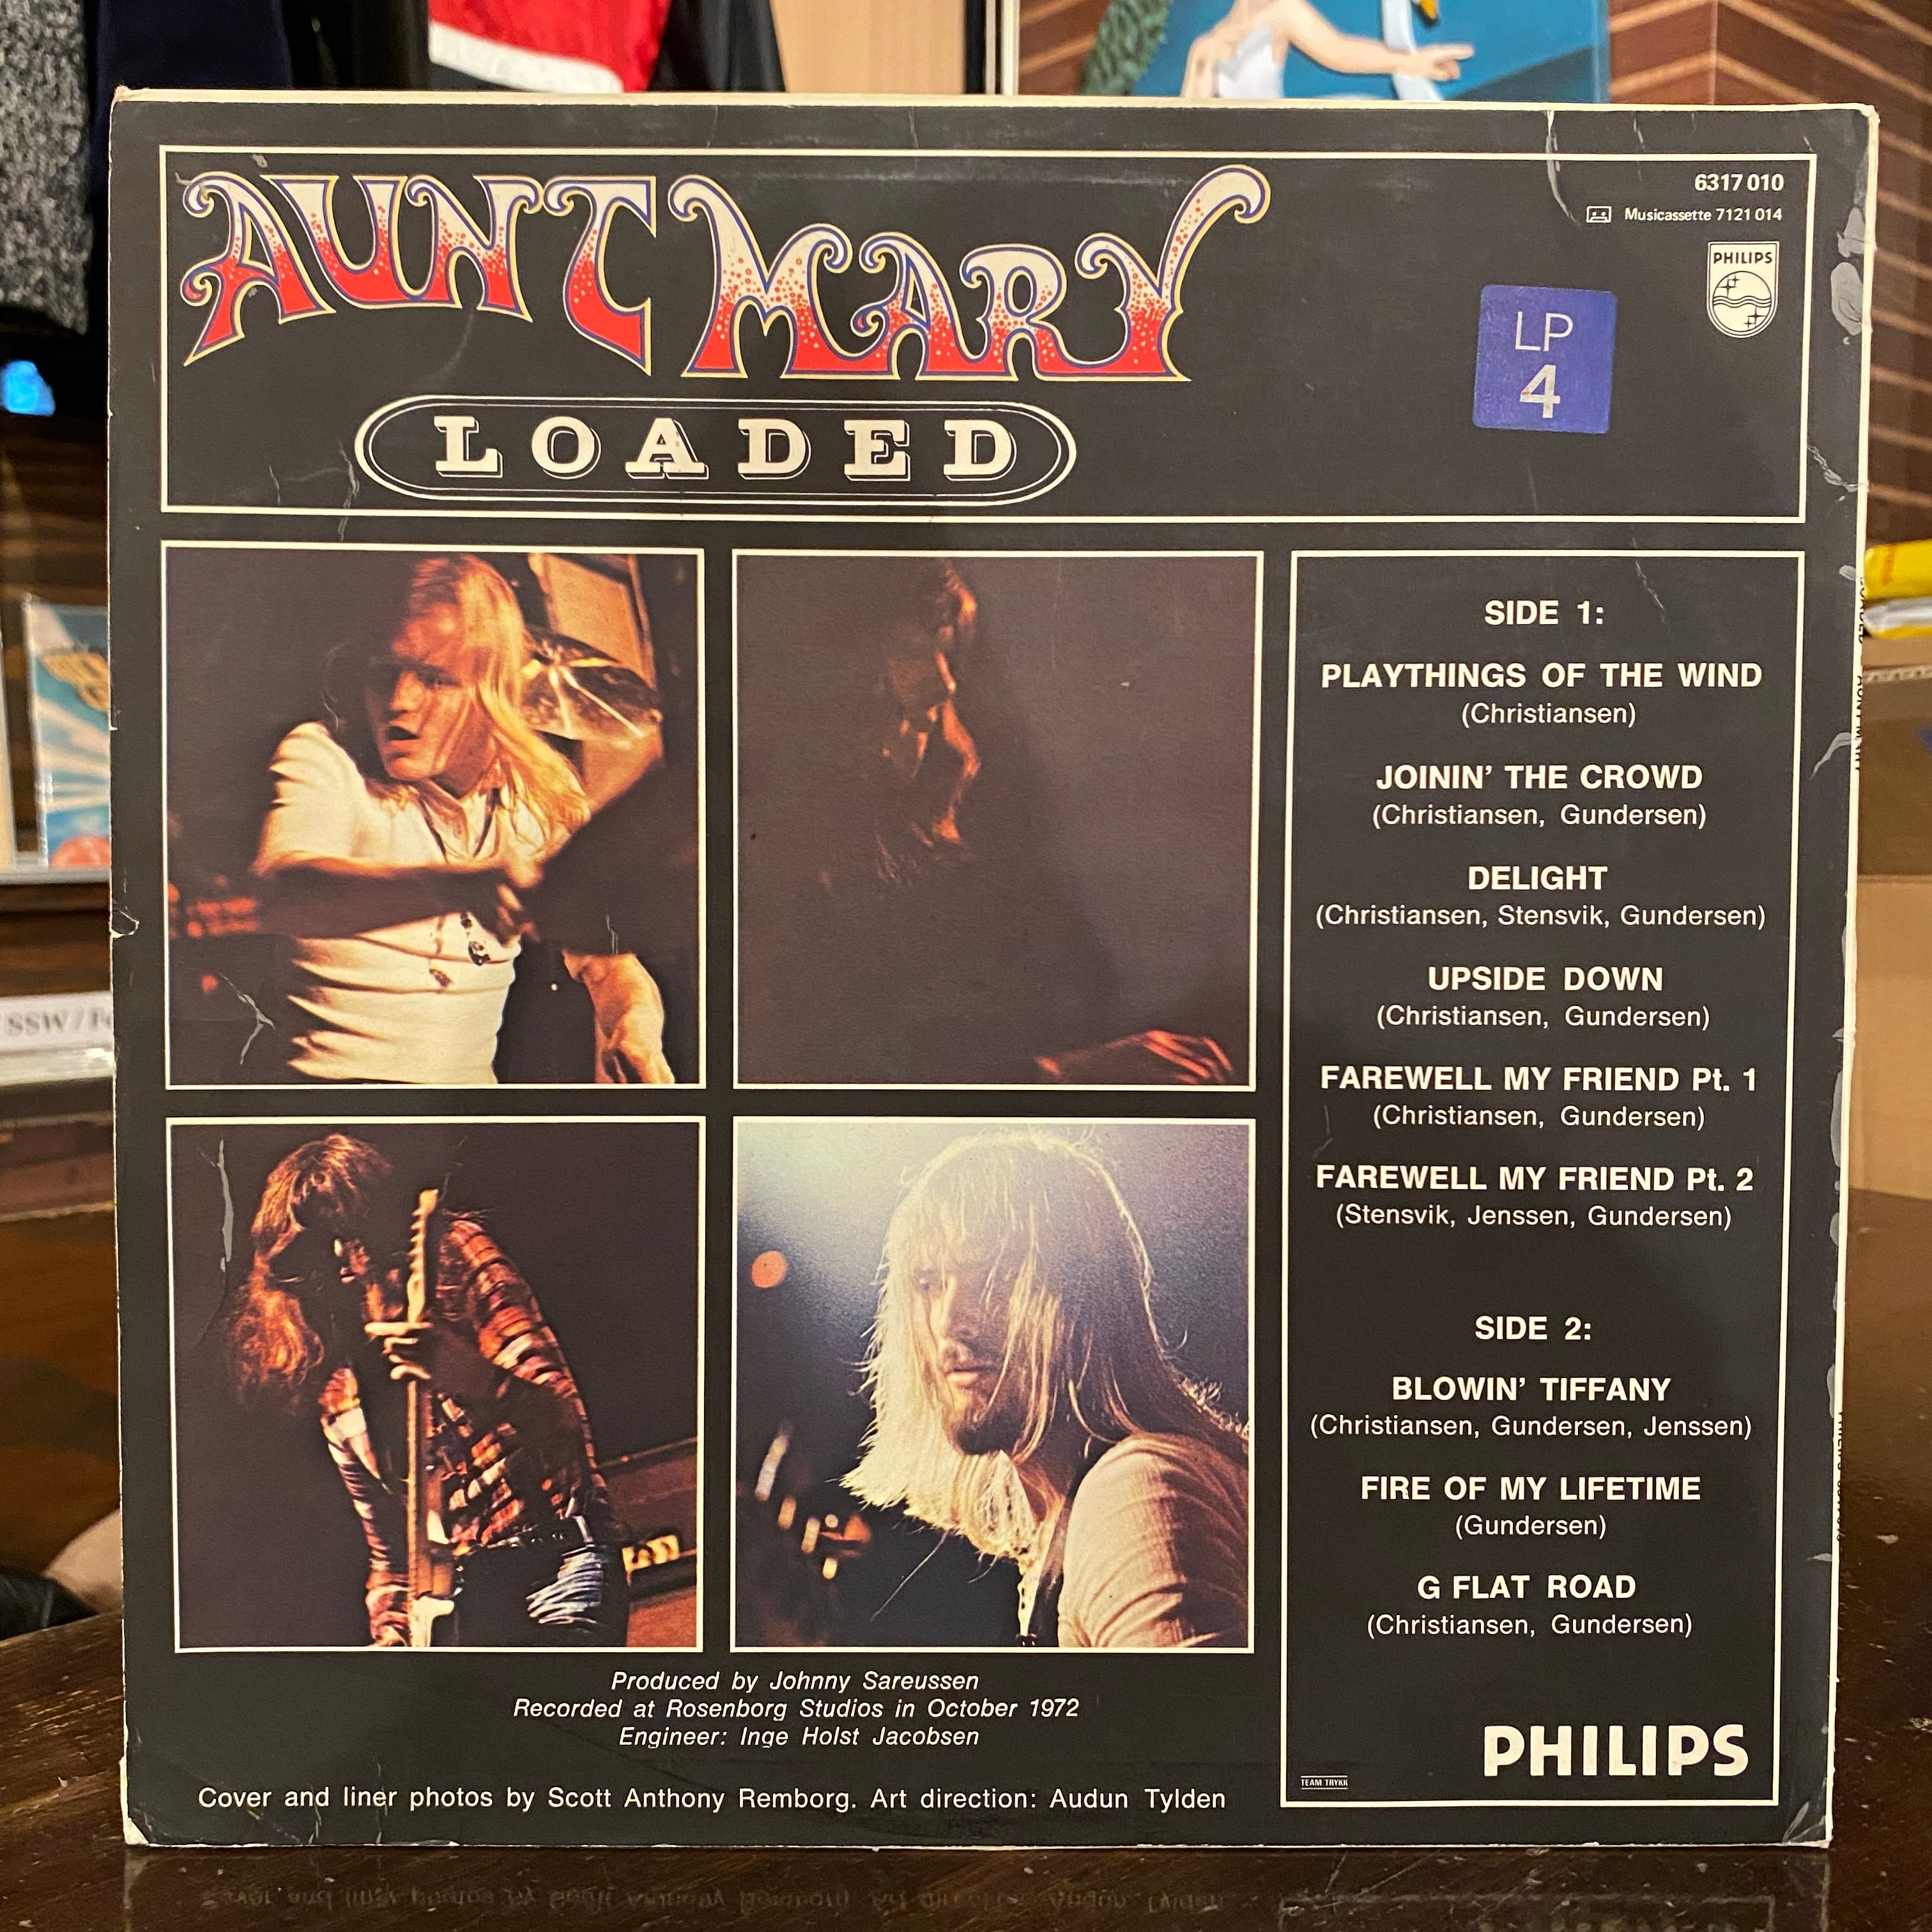 AUNT MARY
LOADED
6317 010
Musicassette 7121 014
PHILIPS
LP
4
SIDE 1:
PLAYTHINGS OF THE WIND
(Christiansen)
JOININ' THE CROWD
(Christiansen, Gundersen)
DELIGHT
(Christiansen, Stensvik, Gundersen)
UPSIDE DOWN
(Christiansen, Gundersen)
FAREWELL MY FRIEND Pt. 1
(Christiansen, Gundersen)
FAREWELL MY FRIEND Pt. 2
(Stensvik, Jenssen, Gundersen)
SIDE 2:
BLOWIN' TIFFANY
(Christiansen, Gundersen, Jenssen)
FIRE OF MY LIFETIME
(Gundersen)
G FLAT ROAD
(Christiansen, Gundersen)
PHILIPS
TEAM TRYKK
Produced by Johnny Sareussen
Recorded at Rosenborg Studios in October 1972
Engineer: Inge Holst Jacobsen
Cover and liner photos by Scott Anthony Remborg. Art direction: Audun Tylden
SSW /